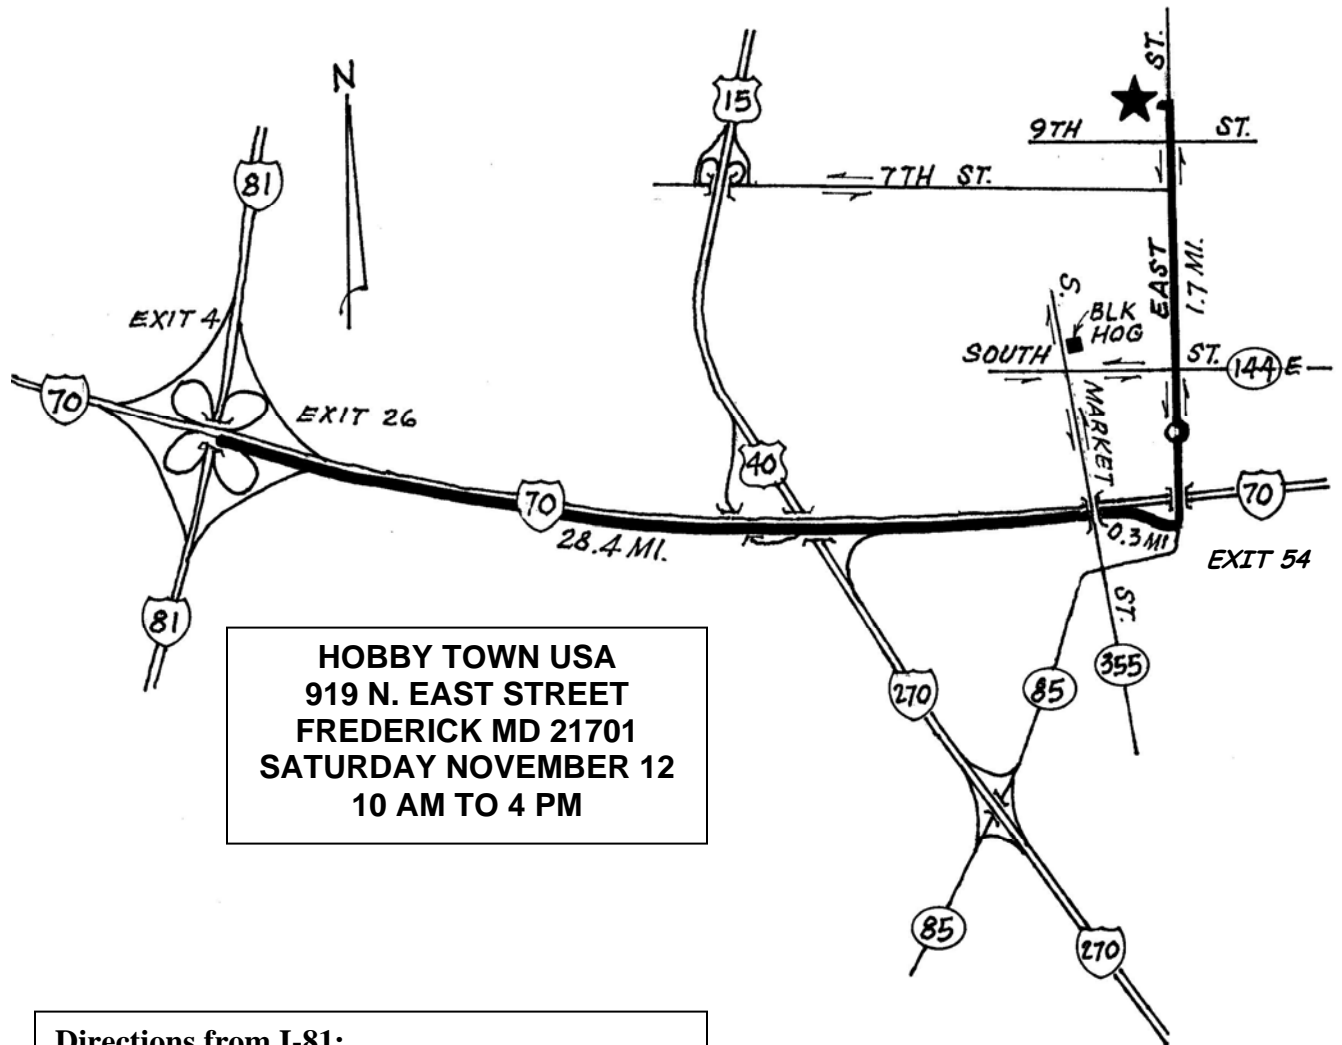 N
15
ST.
9TH ST.
7TH ST.
81
EXIT 4
EAST
1.7 MI.
S.
BLK
HOG
SOUTH ST. 144 E
70
EXIT 26
MARKET
40
70
70
28.4 MI.
0.3 MI
EXIT 54
ST.
81
355
270
85
HOBBY TOWN USA
919 N. EAST STREET
FREDERICK MD 21701
SATURDAY NOVEMBER 12
10 AM TO 4 PM
85
270
Directions from I-81: